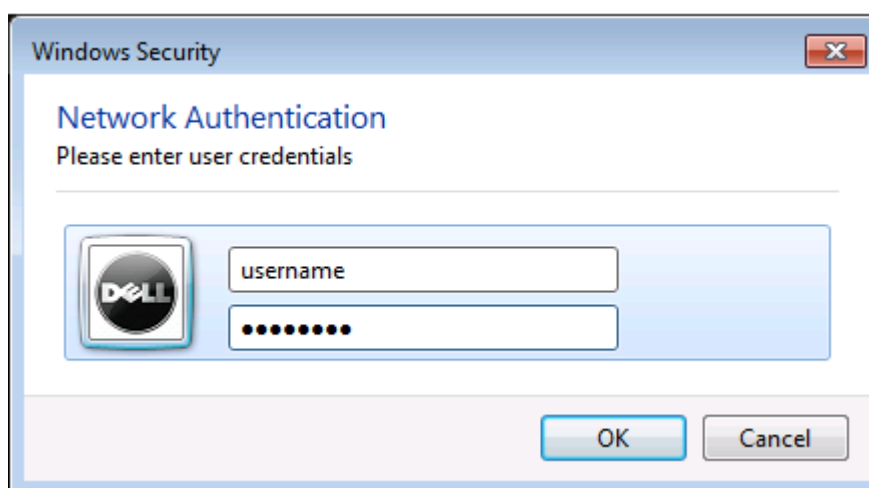 Windows Security
Network Authentication
Please enter user credentials
DELL
username
••••••••
OK
Cancel